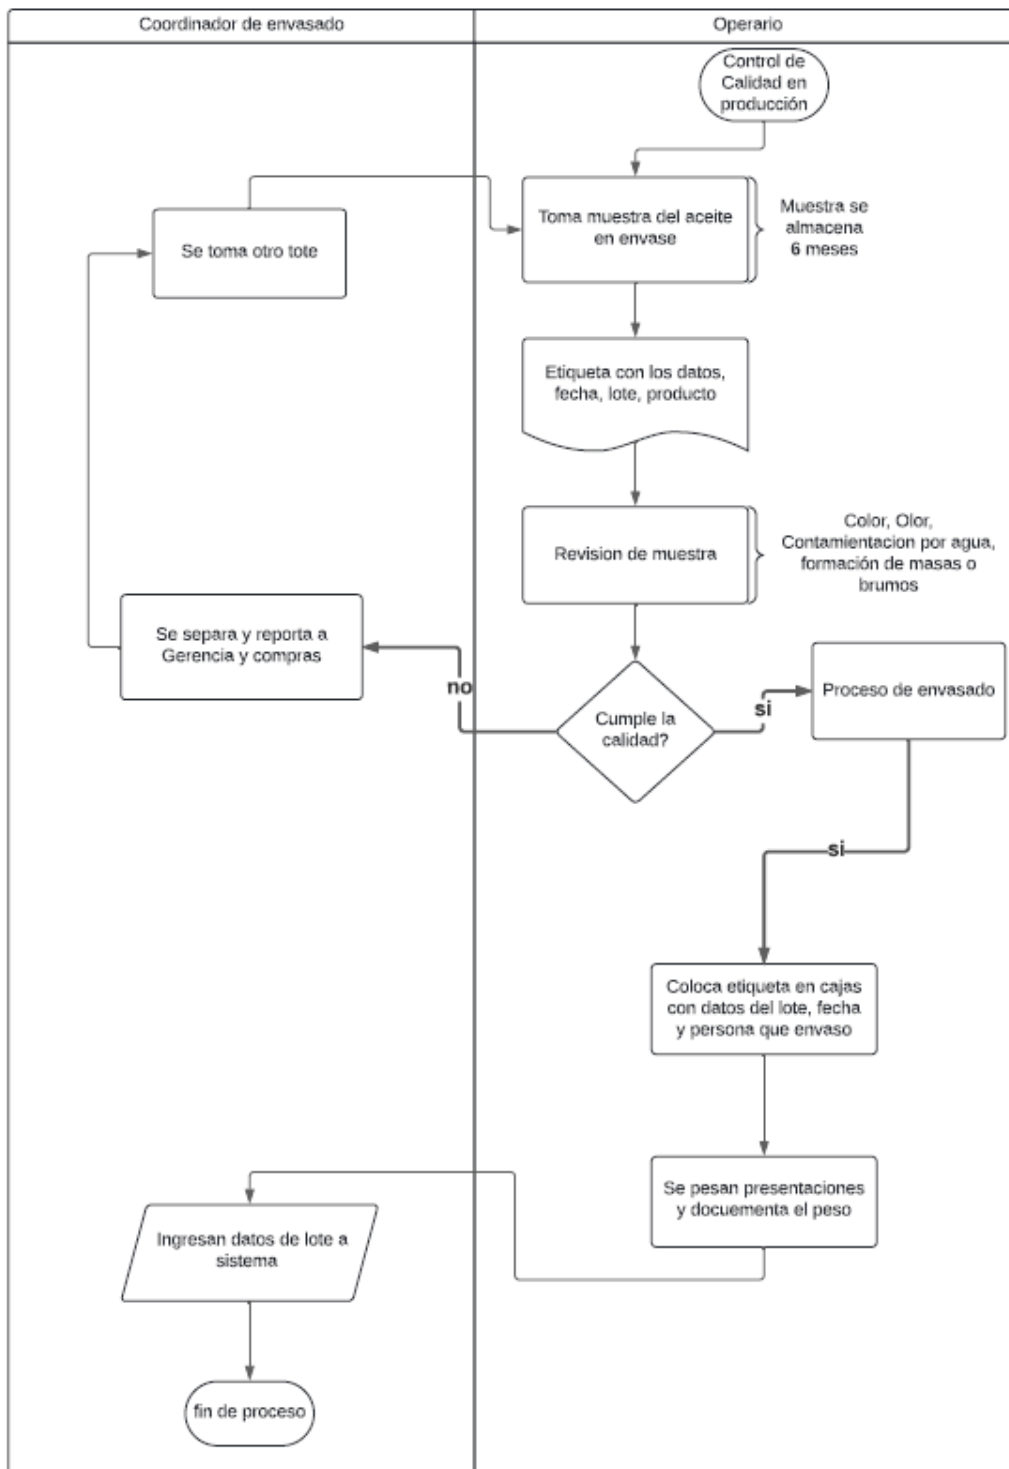 Coordinador de envasado
Operario
Control de
Calidad en
producción
Toma muestra del aceite
en envase
Muestra se
almacena
6 meses
Se toma otro tote
Etiqueta con los datos,
fecha, lote, producto
Revision de muestra
Color, Olor,
Contamientacion por agua,
formación de masas o
brumos
Se separa y reporta a
Gerencia y compras
no
Cumple la
calidad?
si
Proceso de envasado
si
Coloca etiqueta en cajas
con datos del lote, fecha
y persona que envaso
Se pesan presentaciones
y docuementa el peso
Ingresan datos de lote a
sistema
fin de proceso